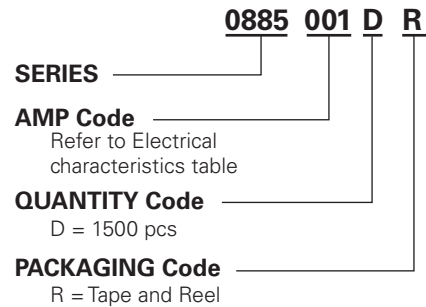 0885 001 D R
SERIES
AMP Code
Refer to Electrical
characteristics table
QUANTITY Code
D = 1500 pcs
PACKAGING Code
R = Tape and Reel